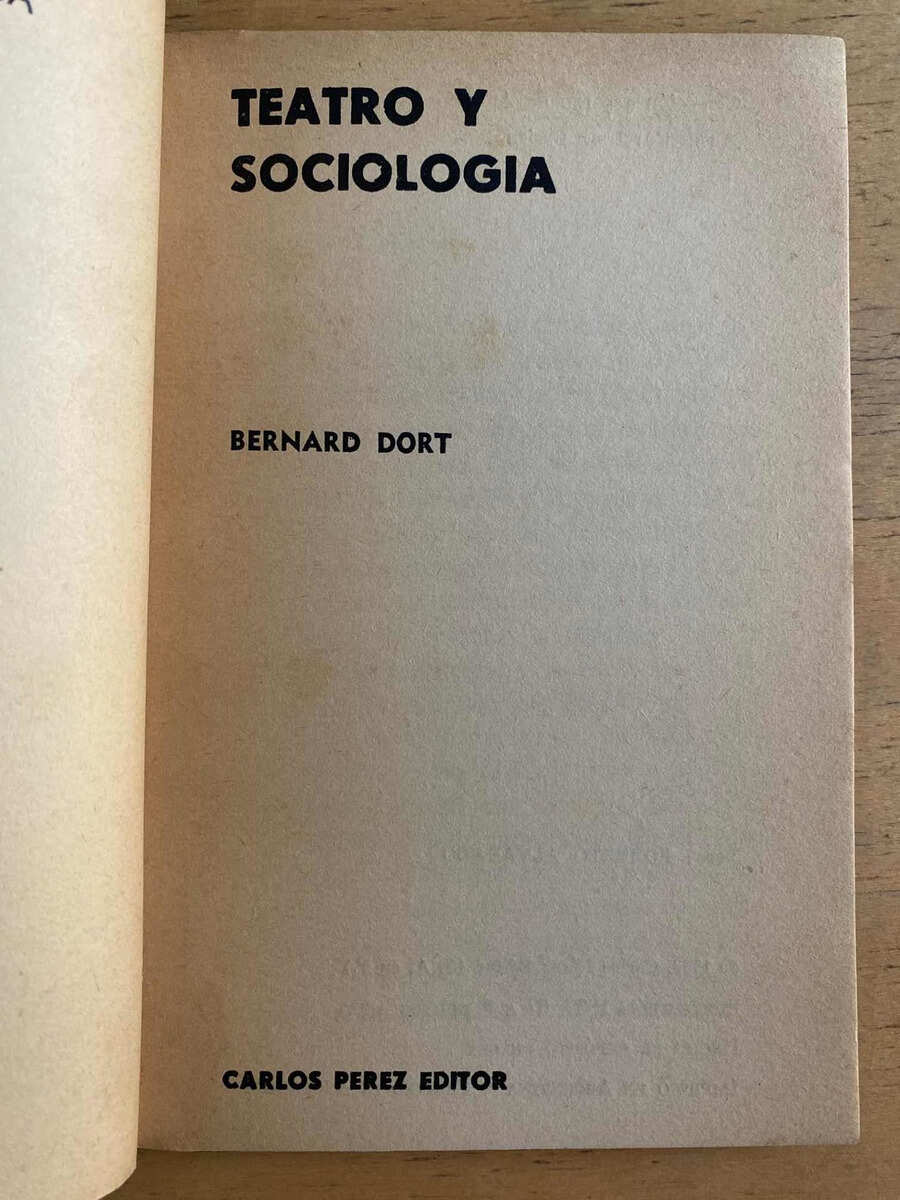 TEATRO Y
SOCIOLOGIA
BERNARD DORT
CARLOS PEREZ EDITOR